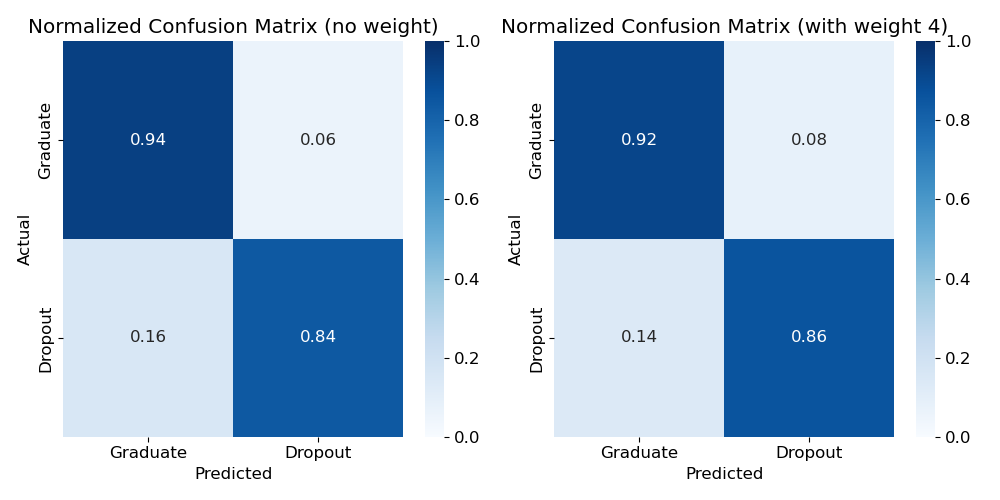 Normalized Confusion Matrix (no weight)
Actual
Graduate
Dropout
0.94
0.06
0.16
0.84
Graduate
Dropout
Predicted
1.0
0.8
0.6
0.4
0.2
0.0
Normalized Confusion Matrix (with weight 4)
Actual
Graduate
Dropout
0.92
0.08
0.14
0.86
Graduate
Dropout
Predicted
1.0
0.8
0.6
0.4
0.2
0.0